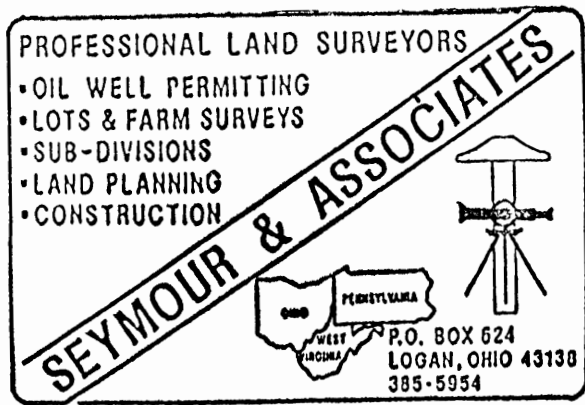 PROFESSIONAL LAND SURVEYORS
▪OIL WELL PERMITTING
▪LOTS & FARM SURVEYS
▪SUB-DIVISIONS
▪LAND PLANNING
▪CONSTRUCTION
SEYMOUR & ASSOCIATES
OHIO
PENNSYLVANIA
WEST
VIRGINIA
P.O. BOX 624
LOGAN, OHIO 43138
385-5954